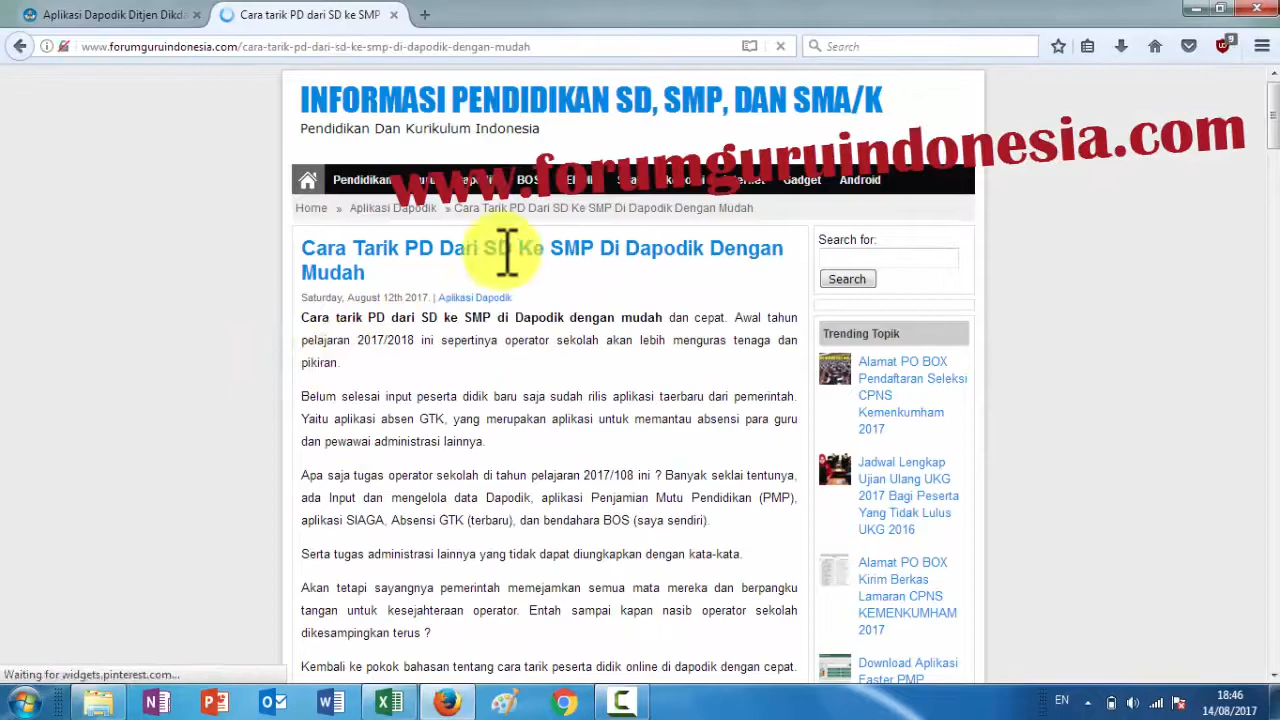 Aplikasi Dapodik Ditjen Dikda
Cara tarik PD dari SD ke SMP
www.forumguruindonesia.com/cara-tarik-pd-dari-sd-ke-smp-di-dapodik-dengan-mudah
Search
9
INFORMASI PENDIDIKAN SD, SMP, DAN SMA/K
Pendidikan Dan Kurikulum Indonesia
www.forumguruindonesia.com
Pendidikan
BOS
Gadget
Android
Home » Aplikasi Dapodik » Cara Tarik PD Dari SD Ke SMP Di Dapodik Dengan Mudah
Cara Tarik PD Dari SD Ke SMP Di Dapodik Dengan
Mudah
Saturday, August 12th 2017. | Aplikasi Dapodik
Cara tarik PD dari SD ke SMP di Dapodik dengan mudah dan cepat. Awal tahun
pelajaran 2017/2018 ini sepertinya operator sekolah akan lebih menguras tenaga dan
pikiran.
Belum selesai input peserta didik baru saja sudah rilis aplikasi taerbaru dari pemerintah.
Yaitu aplikasi absen GTK, yang merupakan aplikasi untuk memantau absensi para guru
dan pewawai administrasi lainnya.
Apa saja tugas operator sekolah di tahun pelajaran 2017/108 ini ? Banyak seklai tentunya,
ada Input dan mengelola data Dapodik, aplikasi Penjamian Mutu Pendidikan (PMP),
aplikasi SIAGA, Absensi GTK (terbaru), dan bendahara BOS (saya sendiri).
Serta tugas administrasi lainnya yang tidak dapat diungkapkan dengan kata-kata.
Akan tetapi sayangnya pemerintah memejamkan semua mata mereka dan berpangku
tangan untuk kesejahteraan operator. Entah sampai kapan nasib operator sekolah
dikesampingkan terus ?
Kembali ke pokok bahasan tentang cara tarik peserta didik online di dapodik dengan cepat.
Search for:
Search
Trending Topik
Alamat PO BOX
Pendaftaran Seleksi
CPNS
Kemenkumham
2017
Jadwal Lengkap
Ujian Ulang UKG
2017 Bagi Peserta
Yang Tidak Lulus
UKG 2016
Alamat PO BOX
Kirim Berkas
Lamaran CPNS
KEMENKUMHAM
2017
Download Aplikasi
Faster PMP
Waiting for widgets.pinterest.com...
EN
18:46
14/08/2017